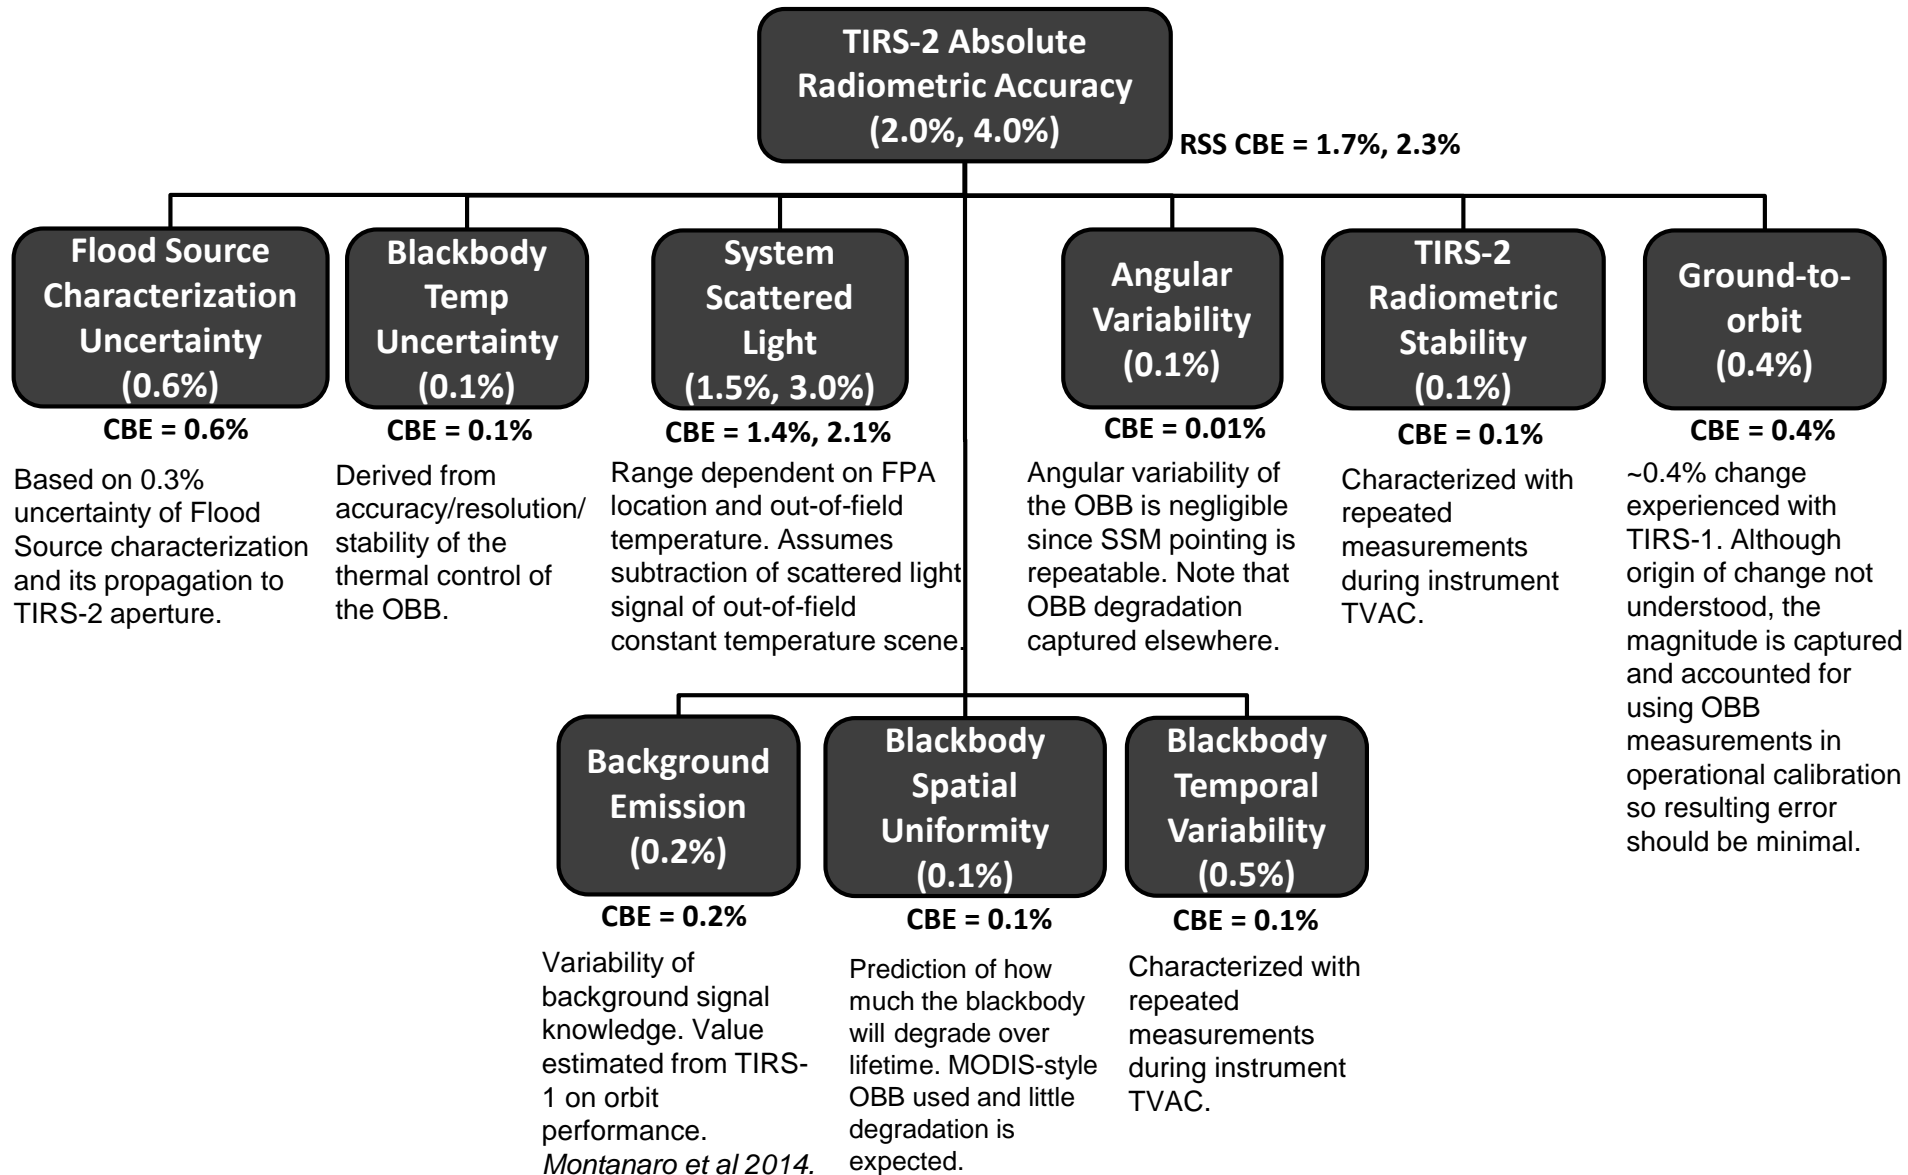 TIRS-2 Absolute
Radiometric Accuracy
(2.0%, 4.0%)
RSS CBE = 1.7%, 2.3%
Flood Source
Characterization
Uncertainty
(0.6%)
CBE = 0.6%
Based on 0.3%
uncertainty of Flood
Source characterization
and its propagation to
TIRS-2 aperture.
Blackbody
Temp
Uncertainty
(0.1%)
CBE = 0.1%
Derived from
accuracy/resolution/
stability of the
thermal control of
the OBB.
System
Scattered
Light
(1.5%, 3.0%)
CBE = 1.4%, 2.1%
Range dependent on FPA
location and out-of-field
temperature. Assumes
subtraction of scattered light
signal of out-of-field
constant temperature scene.
Angular
Variability
(0.1%)
CBE = 0.01%
Angular variability of
the OBB is negligible
since SSM pointing is
repeatable. Note that
OBB degradation
captured elsewhere.
TIRS-2
Radiometric
Stability
(0.1%)
CBE = 0.1%
Characterized with
repeated
measurements
during instrument
TVAC.
Ground-to-
orbit
(0.4%)
CBE = 0.4%
~0.4% change
experienced with
TIRS-1. Although
origin of change not
understood, the
magnitude is captured
and accounted for
using OBB
measurements in
operational calibration
so resulting error
should be minimal.
Background
Emission
(0.2%)
CBE = 0.2%
Variability of
background signal
knowledge. Value
estimated from TIRS-
1 on orbit
performance.
Montanaro et al 2014.
Blackbody
Spatial
Uniformity
(0.1%)
CBE = 0.1%
Prediction of how
much the blackbody
will degrade over
lifetime. MODIS-style
OBB used and little
degradation is
expected.
Blackbody
Temporal
Variability
(0.5%)
CBE = 0.1%
Characterized with
repeated
measurements
during instrument
TVAC.